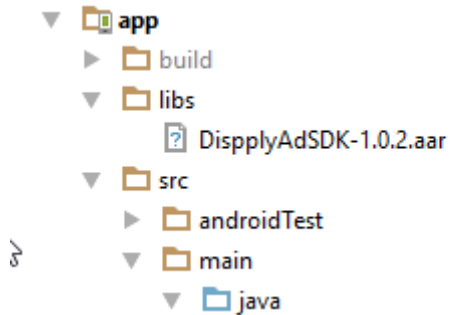 app
build
libs
DispplyAdSDK-1.0.2.aar
src
androidTest
main
java